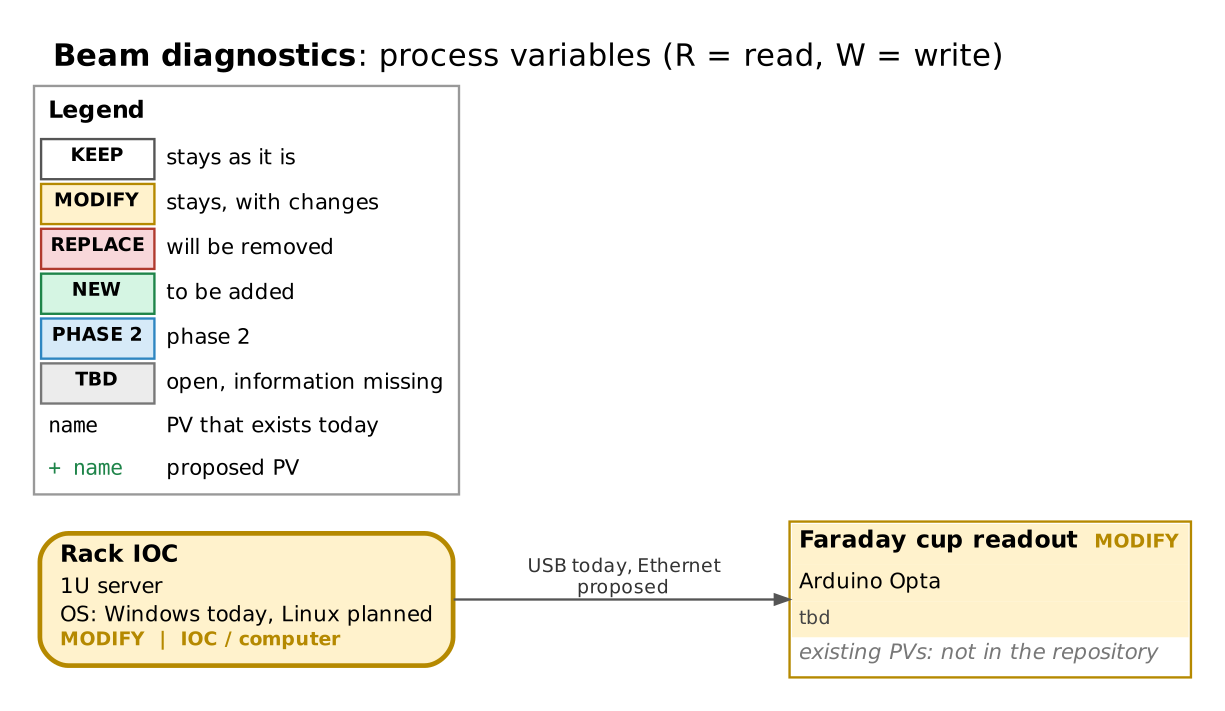 Beam diagnostics: process variables (R = read, W = write)
Legend
KEEP stays as it is
MODIFY stays, with changes
REPLACE will be removed
NEW to be added
PHASE 2 phase 2
TBD open, information missing
name PV that exists today
+ name proposed PV
Rack IOC
1U server
OS: Windows today, Linux planned
MODIFY | IOC / computer
USB today, Ethernet
proposed
Faraday cup readout MODIFY
Arduino Opta
tbd
existing PVs: not in the repository